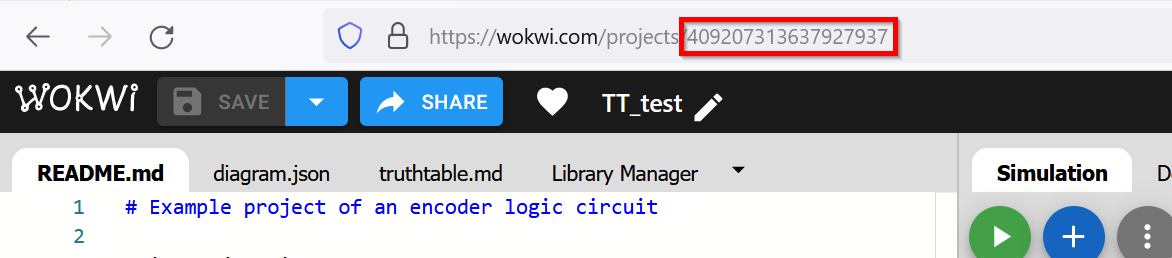 https://wokwi.com/projects/409207313637927937
WOKWi SAVE SHARE TT_test
README.md diagram.json truthtable.md Library Manager Simulation
1 # Example project of an encoder logic circuit
2